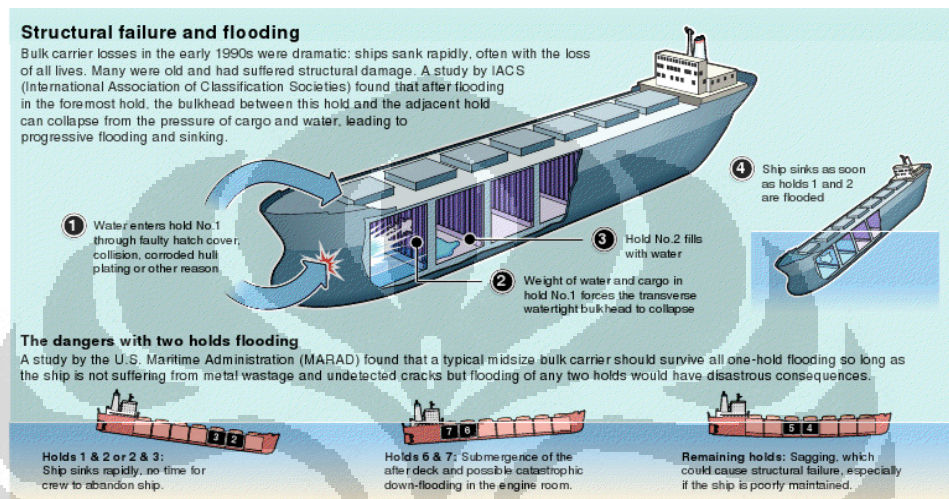 Structural failure and flooding
Bulk carrier losses in the early 1990s were dramatic: ships sank rapidly, often with the loss
of all lives. Many were old and had suffered structural damage. A study by IACS
(International Association of Classification Societies) found that after flooding
in the foremost hold, the bulkhead between this hold and the adjacent hold
can collapse from the pressure of cargo and water, leading to
progressive flooding and sinking.
1 Water enters hold No.1
through faulty hatch cover,
collision, corroded hull
plating or other reason
2 Weight of water and cargo in
hold No.1 forces the transverse
watertight bulkhead to collapse
3 Hold No.2 fills
with water
4 Ship sinks as soon
as holds 1 and 2
are flooded
The dangers with two holds flooding
A study by the U.S. Maritime Administration (MARAD) found that a typical midsize bulk carrier should survive all one-hold flooding so long as
the ship is not suffering from metal wastage and undetected cracks but flooding of any two holds would have disastrous consequences.
3 2
Holds 1 & 2 or 2 & 3:
Ship sinks rapidly, no time for
crew to abandon ship.
7 6
Holds 6 & 7: Submergence of the
after deck and possible catastrophic
down-flooding in the engine room.
5 4
Remaining holds: Sagging, which
could cause structural failure, especially
if the ship is poorly maintained.